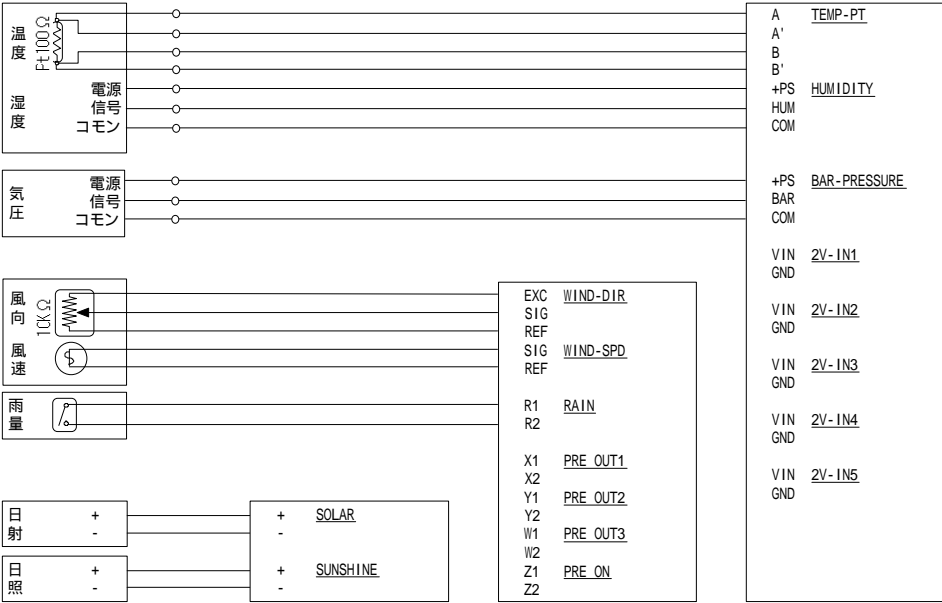 温度
Pt100Ω
湿度
電源
信号
コモン
気圧
電源
信号
コモン
風向
10KΩ
風速
雨量
日射
+
-
日照
+
-
+ SOLAR
-
+ SUNSHINE
-
EXC WIND-DIR
SIG
REF
SIG WIND-SPD
REF
R1 RAIN
R2
X1 PRE OUT1
X2
Y1 PRE OUT2
Y2
W1 PRE OUT3
W2
Z1 PRE ON
Z2
A TEMP-PT
A'
B
B'
+PS HUMIDITY
HUM
COM
+PS BAR-PRESSURE
BAR
COM
VIN 2V-IN1
GND
VIN 2V-IN2
GND
VIN 2V-IN3
GND
VIN 2V-IN4
GND
VIN 2V-IN5
GND